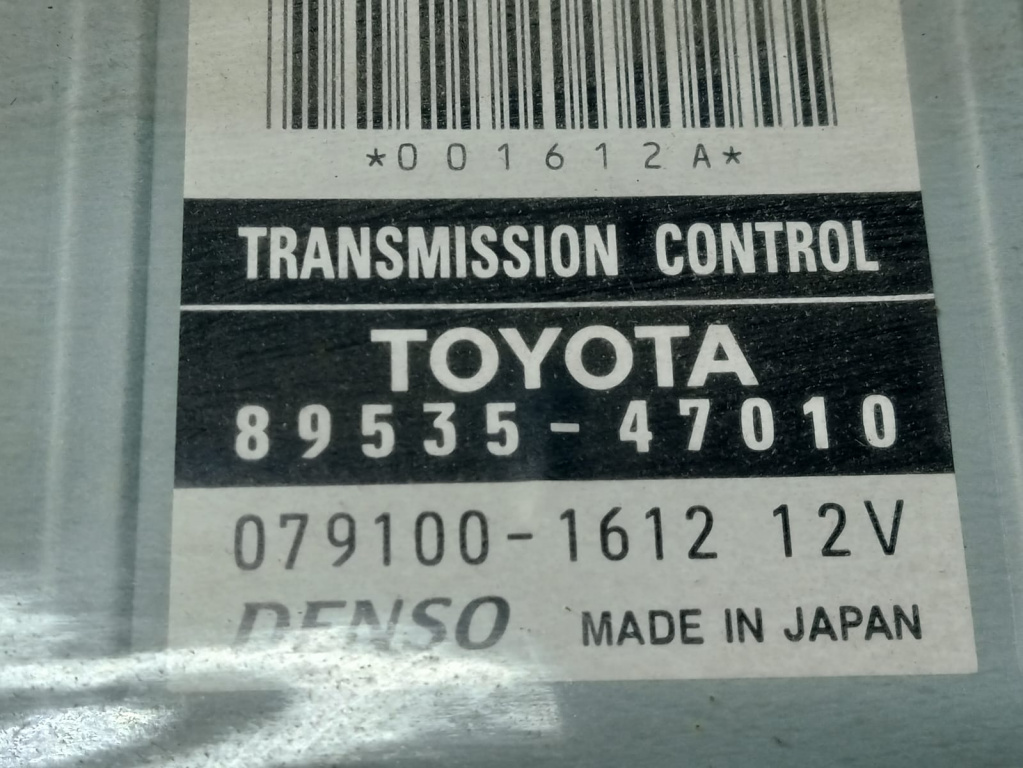 *001612A*
TRANSMISSION CONTROL
TOYOTA
89535-47010
079100-1612 12V
DENSO MADE IN JAPAN